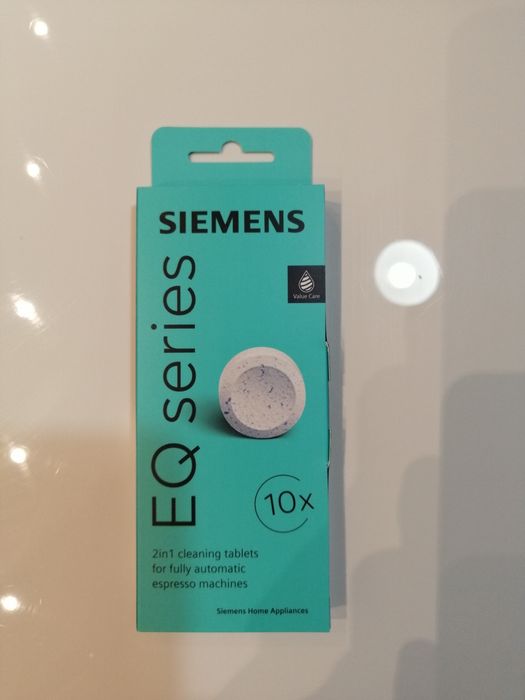 SIEMENS
Value Care
EQ series
10x
2in1 cleaning tablets
for fully automatic
espresso machines
Siemens Home Appliances